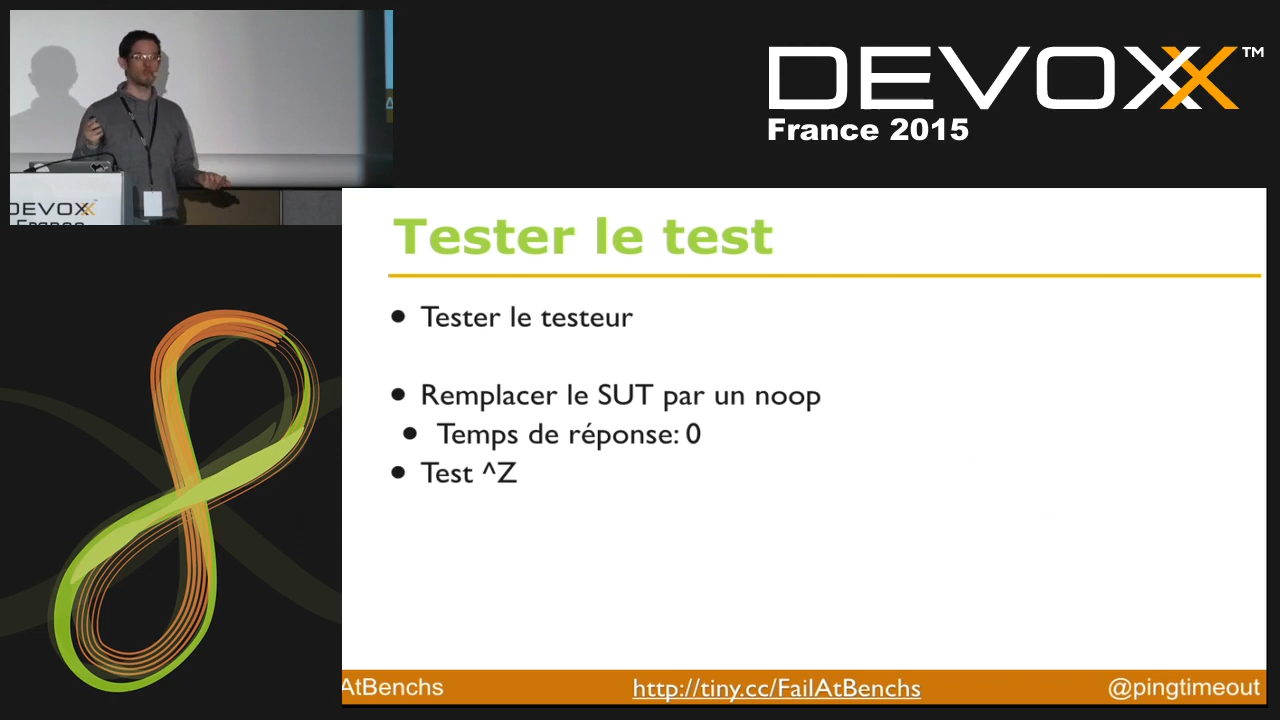 DEVOXX™
France 2015
DEVOXX
France
Tester le test
• Tester le testeur
• Remplacer le SUT par un noop
• Temps de réponse: 0
• Test ^Z
AtBenchs
http://tiny.cc/FailAtBenchs
@pingtimeout